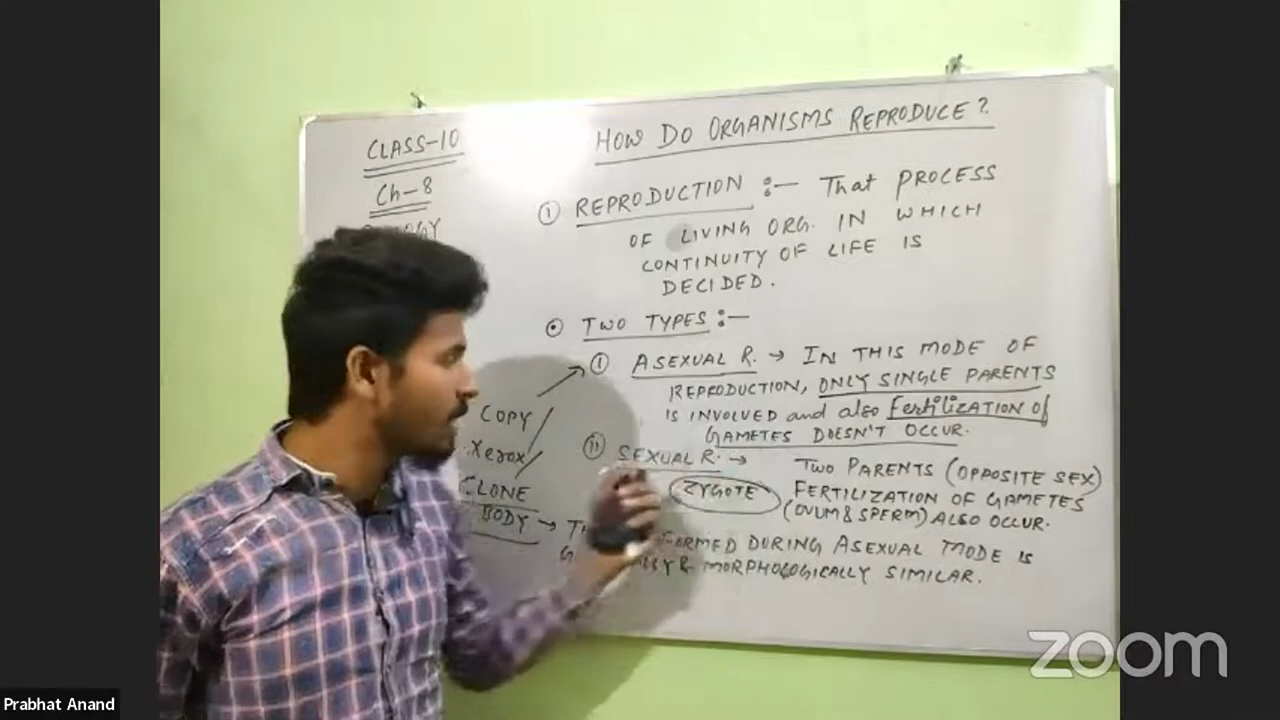 CLASS-10
Ch-8
HOW DO ORGANISMS REPRODUCE?
① REPRODUCTION :— That PROCESS
OF LIVING ORG. IN WHICH
CONTINUITY OF LIFE IS
DECIDED.
⊙ TWO TYPES :—
① ASEXUAL R. → IN THIS MODE OF
REPRODUCTION, ONLY SINGLE PARENTS
IS INVOLVED and also Fertilization of
GAMETES DOESN'T OCCUR.
COPY
Xerox
CLONE
BODY →
ⅱ SEXUAL R. → TWO PARENTS (OPPOSITE SEX)
ZYGOTE FERTILIZATION OF GAMETES
(OVUM & SPERM) ALSO OCCUR.
FORMED DURING ASEXUAL MODE IS
& MORPHOLOGICALLY SIMILAR.
zoom
Prabhat Anand